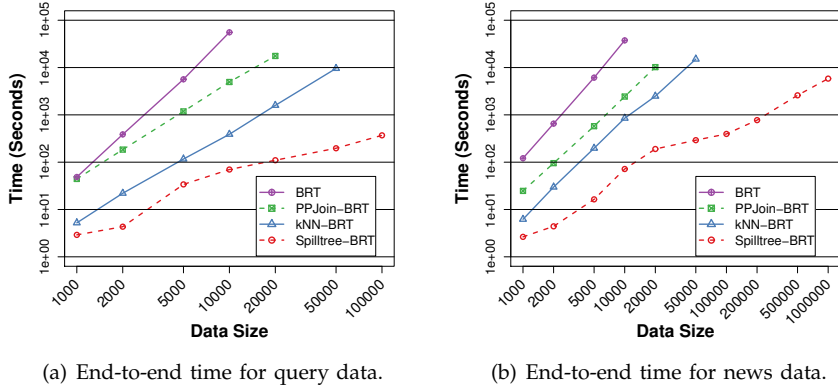 Time (Seconds)
1e+05
1e+04
1e+03
1e+02
1e+01
1e+00
BRT
PPJoin−BRT
kNN−BRT
Spilltree−BRT
1000
2000
5000
10000
20000
50000
100000
Data Size
(a) End-to-end time for query data.
Time (Seconds)
1e+05
1e+04
1e+03
1e+02
1e+01
1e+00
BRT
PPJoin−BRT
kNN−BRT
Spilltree−BRT
1000
2000
5000
10000
20000
50000
100000
200000
500000
1000000
Data Size
(b) End-to-end time for news data.